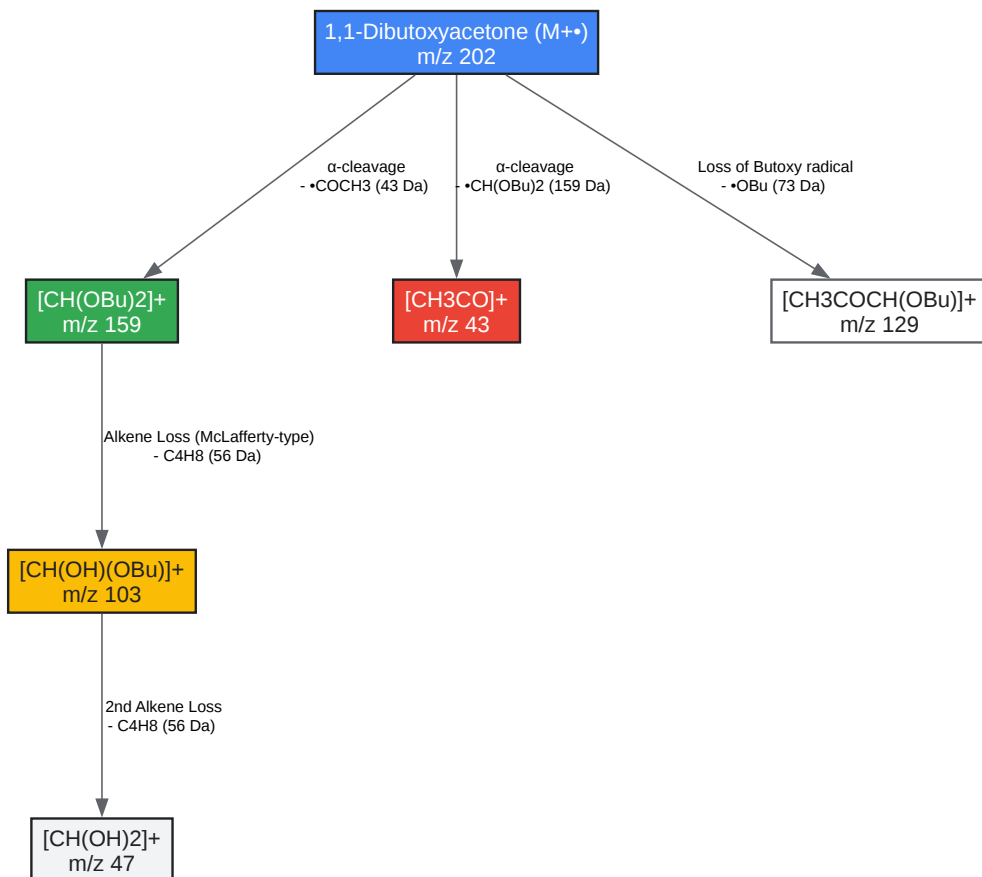 1,1-Dibutoxyacetone (M+•)
m/z 202
α-cleavage
- •COCH3 (43 Da)
α-cleavage
- •CH(OBu)2 (159 Da)
Loss of Butoxy radical
- •OBu (73 Da)
[CH(OBu)2]+
m/z 159
[CH3CO]+
m/z 43
[CH3COCH(OBu)]+
m/z 129
Alkene Loss (McLafferty-type)
- C4H8 (56 Da)
[CH(OH)(OBu)]+
m/z 103
2nd Alkene Loss
- C4H8 (56 Da)
[CH(OH)2]+
m/z 47